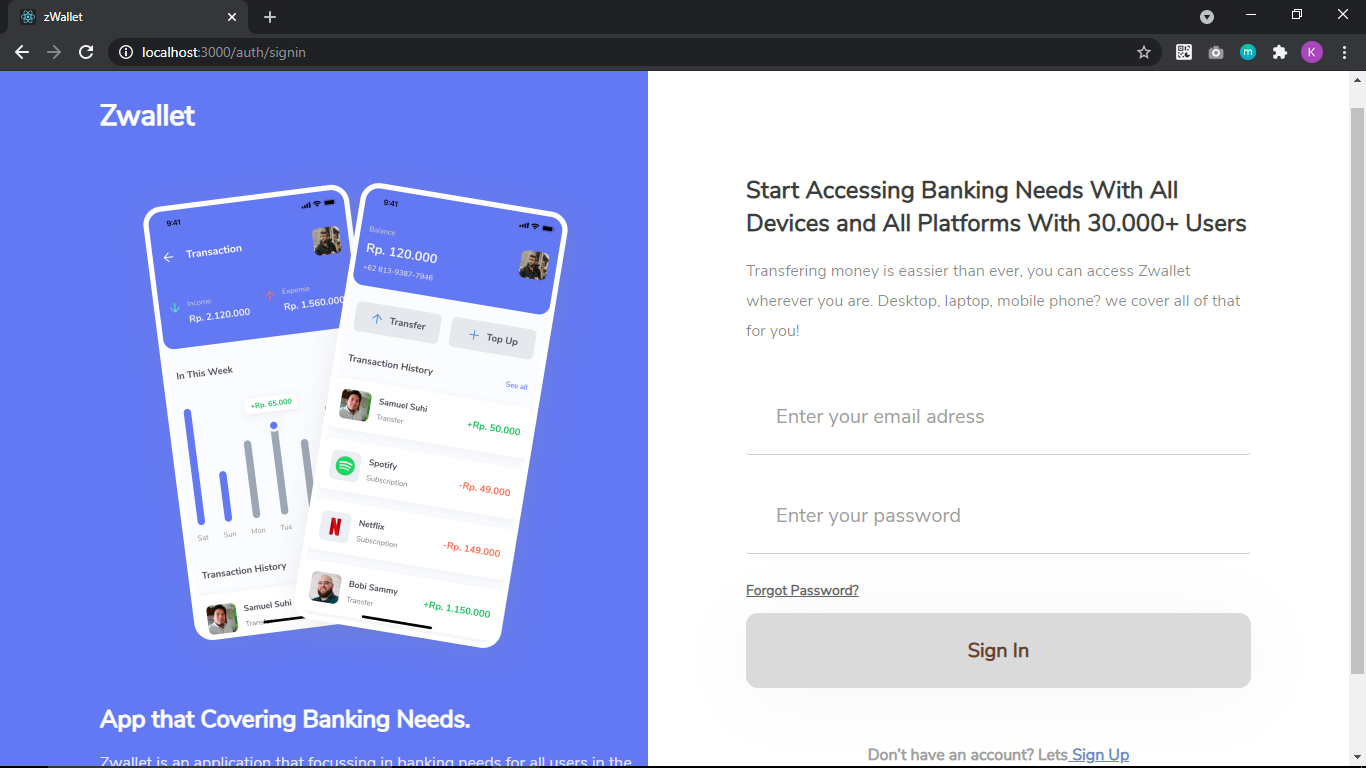 zWallet
localhost:3000/auth/signin
K
m
Zwallet
9:41
Transaction
Income
Rp. 2.120.000
Expense
Rp. 1.560.000
In This Week
+Rp. 65.000
Sat Sun Mon Tue
Transaction History
Samuel Suhi
9:41
Balance
Rp. 120.000
+62 813-9387-7946
Transfer
Top Up
Transaction History
See all
Samuel Suhi
Transfer
+Rp. 50.000
Spotify
Subscription
-Rp. 49.000
N
Netflix
Subscription
-Rp. 149.000
Bobi Sammy
Transfer
+Rp. 1.150.000
App that Covering Banking Needs.
Zwallet is an application that focussing in banking needs for all users in the
Start Accessing Banking Needs With All
Devices and All Platforms With 30.000+ Users
Transfering money is eassier than ever, you can access Zwallet
wherever you are. Desktop, laptop, mobile phone? we cover all of that
for you!
Enter your email adress
Enter your password
Forgot Password?
Sign In
Don't have an account? Lets Sign Up